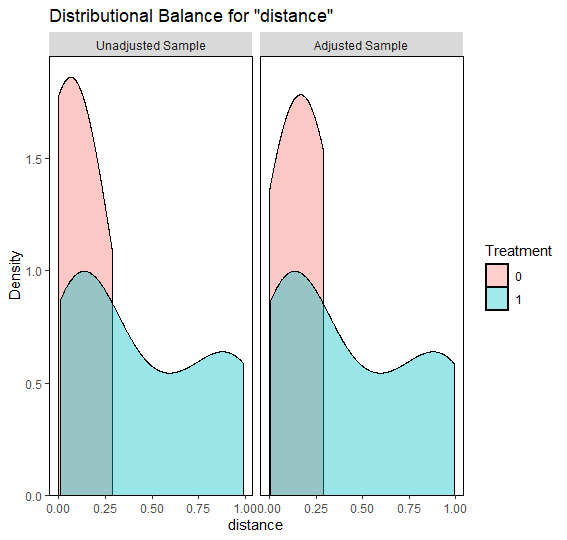 Distributional Balance for "distance"
Unadjusted Sample
Adjusted Sample
Density
1.5
1.0
0.5
0.0
0.00 0.25 0.50 0.75 1.00
0.00 0.25 0.50 0.75 1.00
distance
Treatment
0
1